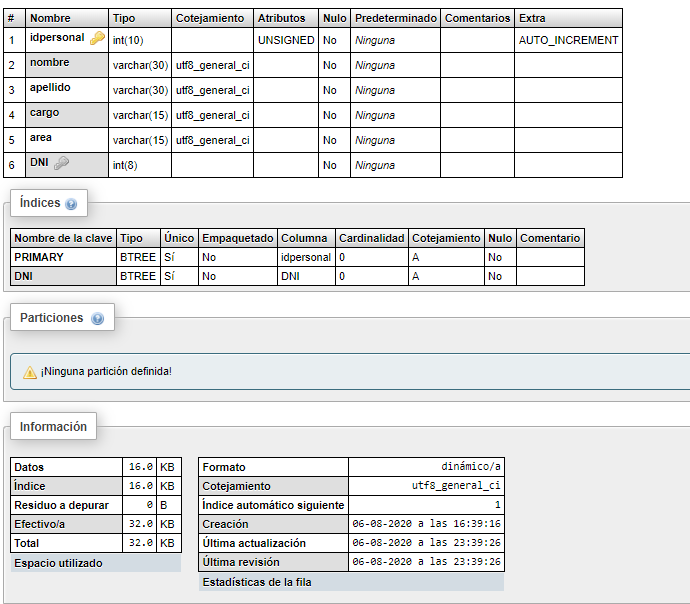 # Nombre Tipo Cotejamiento Atributos Nulo Predeterminado Comentarios Extra
1 idpersonal int(10) UNSIGNED No Ninguna AUTO_INCREMENT
2 nombre varchar(30) utf8_general_ci No Ninguna
3 apellido varchar(30) utf8_general_ci No Ninguna
4 cargo varchar(15) utf8_general_ci No Ninguna
5 area varchar(15) utf8_general_ci No Ninguna
6 DNI int(8) No Ninguna
Índices
Nombre de la clave Tipo Único Empaquetado Columna Cardinalidad Cotejamiento Nulo Comentario
PRIMARY BTREE Sí No idpersonal 0 A No
DNI BTREE Sí No DNI 0 A No
Particiones
¡Ninguna partición definida!
Información
Datos 16.0 KB
Índice 16.0 KB
Residuo a depurar 0 B
Efectivo/a 32.0 KB
Total 32.0 KB
Espacio utilizado
Formato dinámico/a
Cotejamiento utf8_general_ci
Índice automático siguiente 1
Creación 06-08-2020 a las 16:39:16
Última actualización 06-08-2020 a las 23:39:26
Última revisión 06-08-2020 a las 23:39:26
Estadísticas de la fila